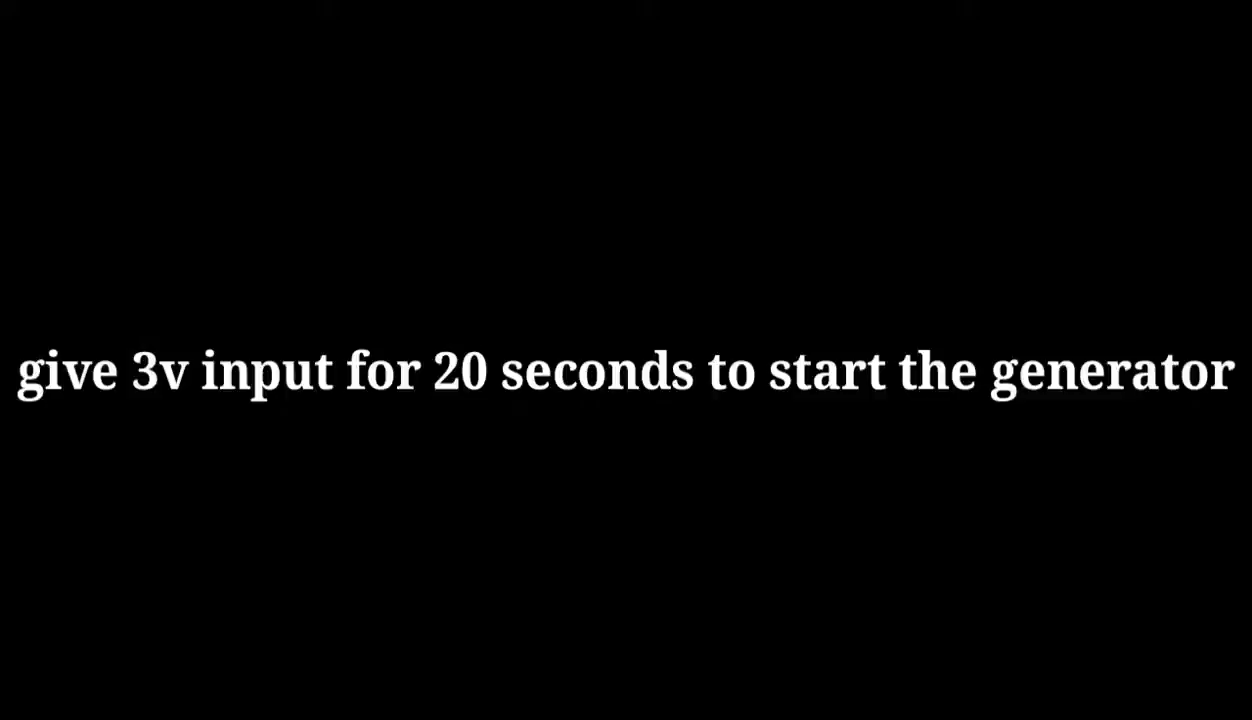 give 3v input for 20 seconds to start the generator